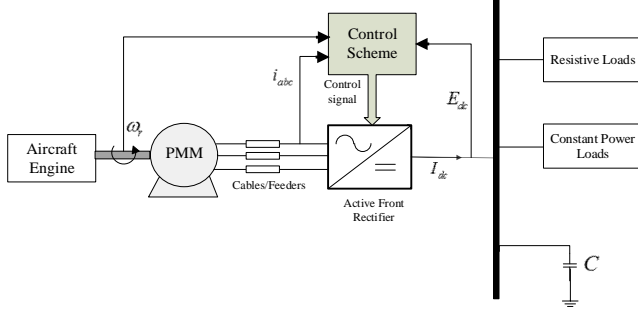 Control
Scheme
Control
signal
i_abc
E_dc
ω_r
Aircraft
Engine
PMM
Cables/Feeders
I_dc
Active Front
Rectifier
Resistive Loads
Constant Power
Loads
C